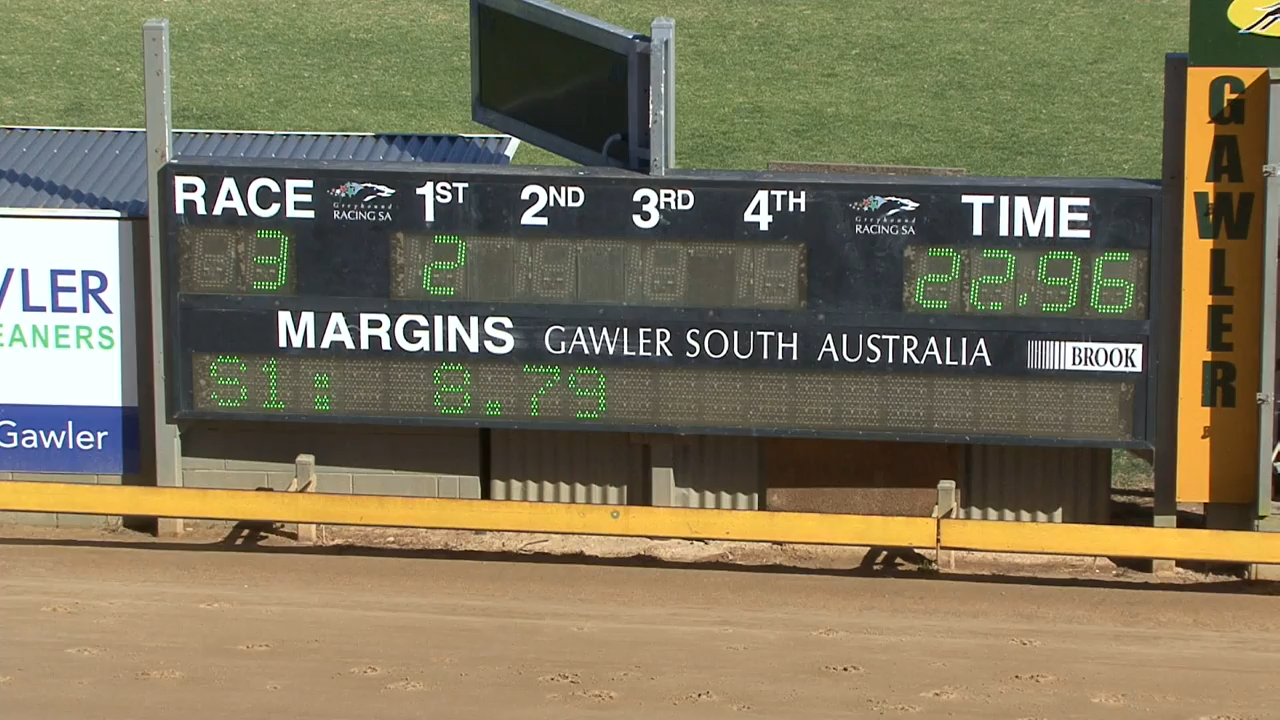 RACE Greyhound RACING SA 1ST 2ND 3RD 4TH Greyhound RACING SA TIME
3 2 22.96
MARGINS GAWLER SOUTH AUSTRALIA BROOK
S1: 8.79
GAWLER
VLER
EANERS
Gawler